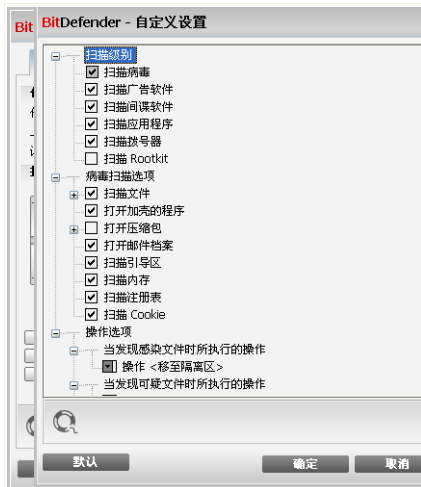 Bit
BitDefender - 自定义设置
扫描级别
扫描病毒
扫描广告软件
扫描间谍软件
扫描应用程序
扫描拨号器
扫描 Rootkit
病毒扫描选项
扫描文件
打开加壳的程序
打开压缩包
打开邮件档案
扫描引导区
扫描内存
扫描注册表
扫描 Cookie
操作选项
当发现感染文件时所执行的操作
操作 <移至隔离区>
当发现可疑文件时所执行的操作
默认
确定
取消